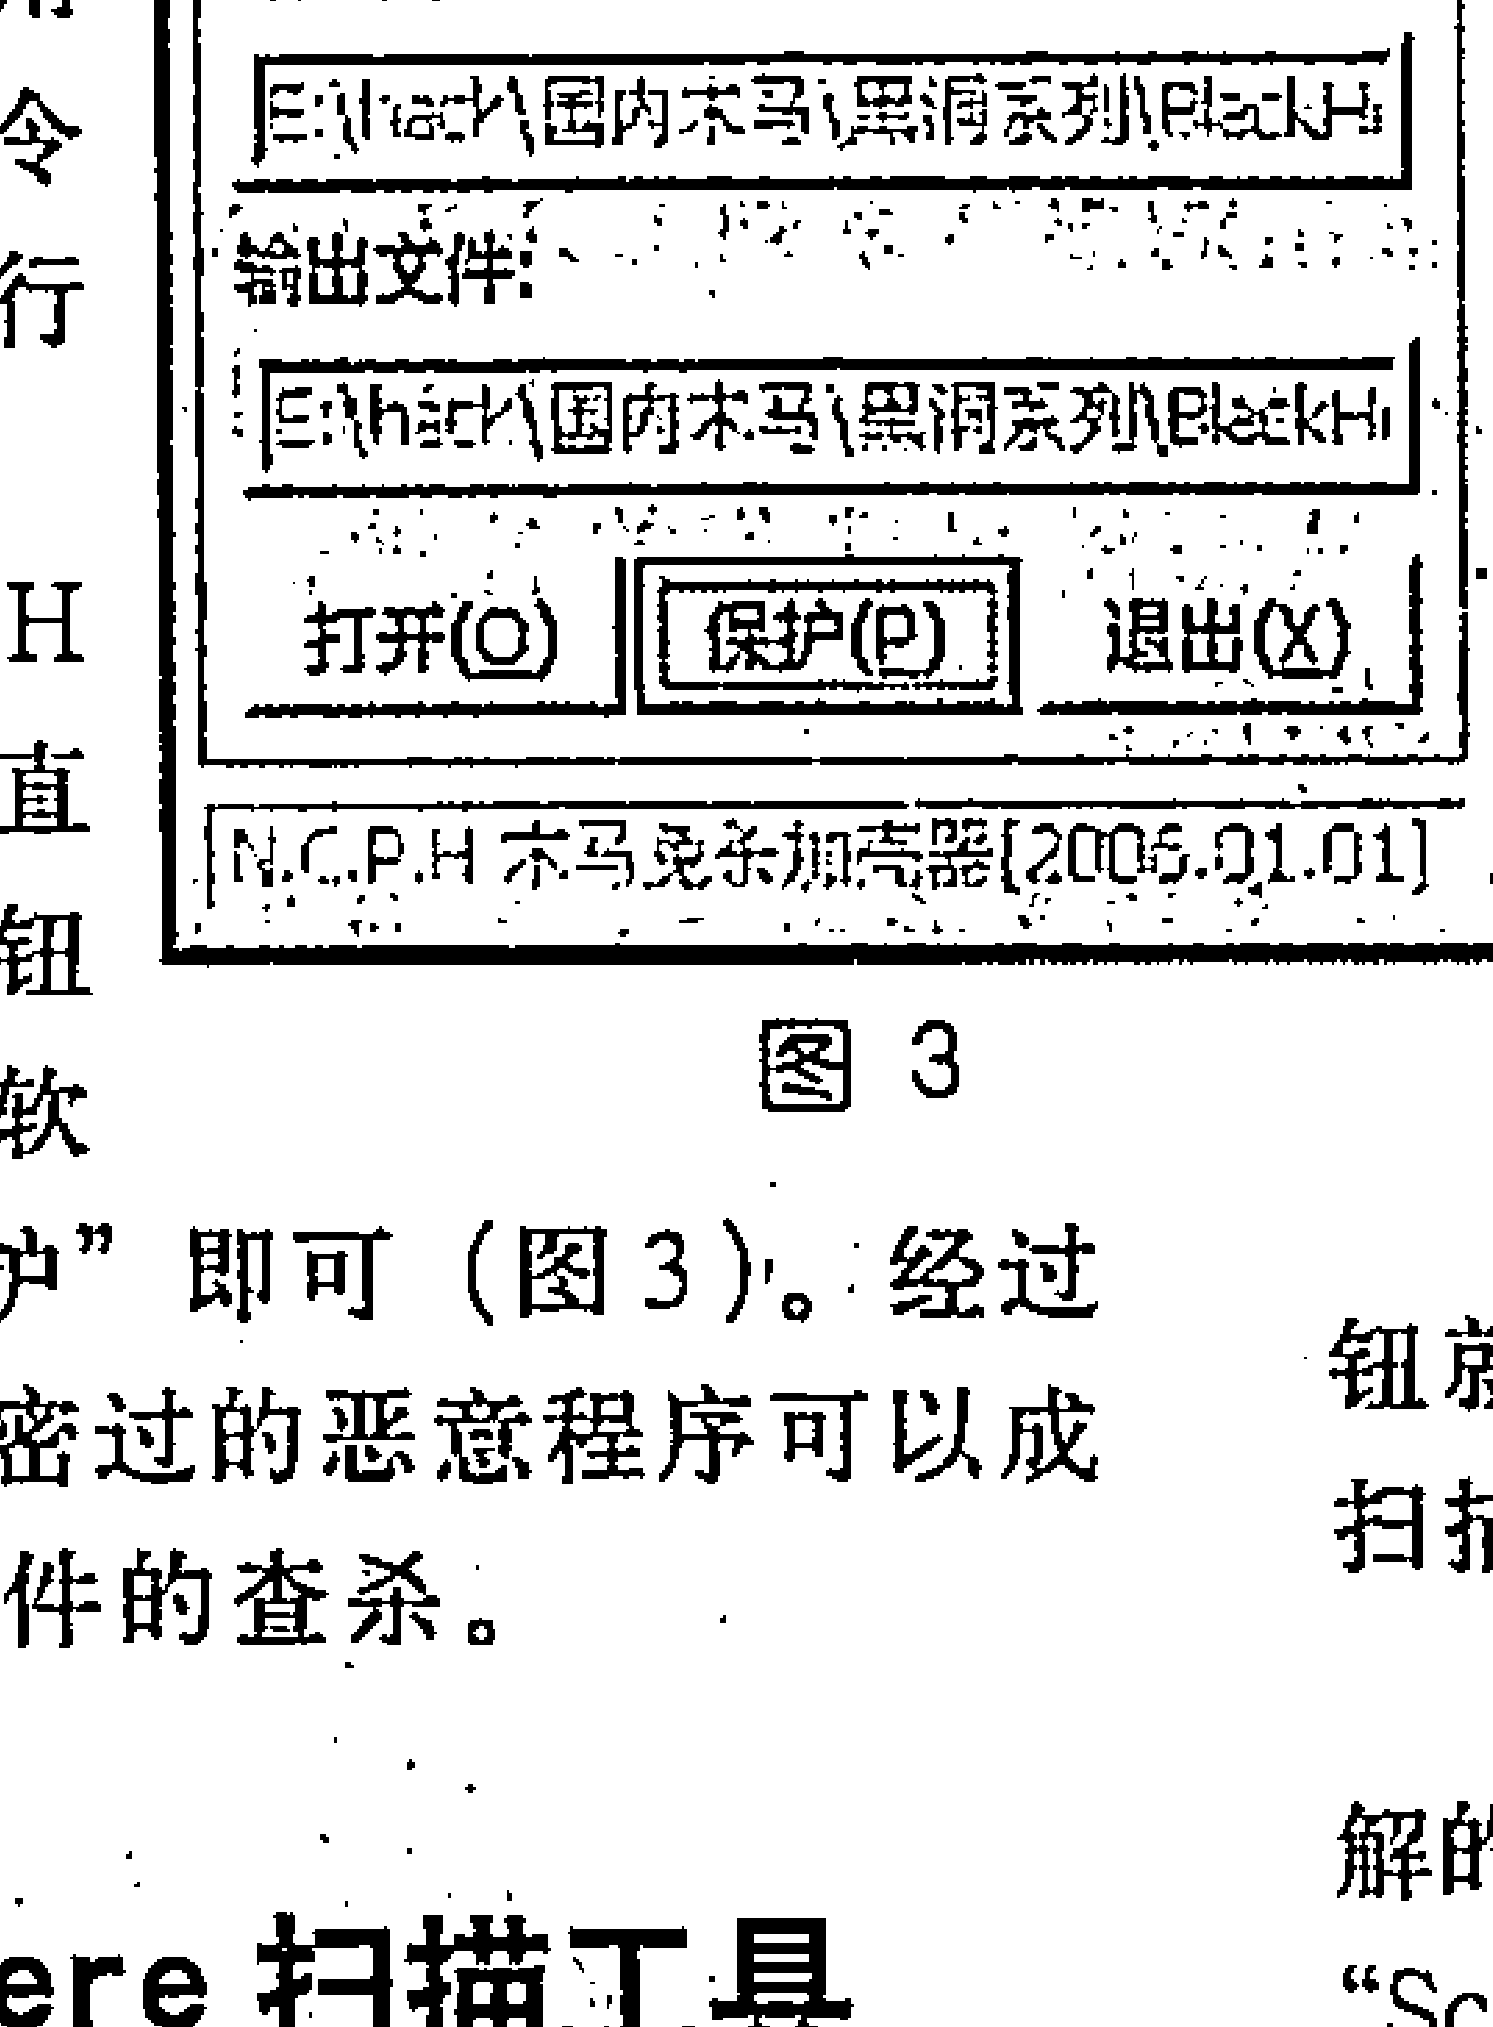 令
行
E:\hack\国内木马\黑洞系列\BlackH
输出文件:
E:\hack\国内木马\黑洞系列\BlackH
打开(O) 保护(P) 退出(X)
H
直
N.C.P.H 木马免杀加壳器[2006.01.01]
钮
图 3
软
护”即可（图3）。经过
密过的恶意程序可以成
件的查杀。
ere 扫描工具
钮就
扫描
解的
“Sc